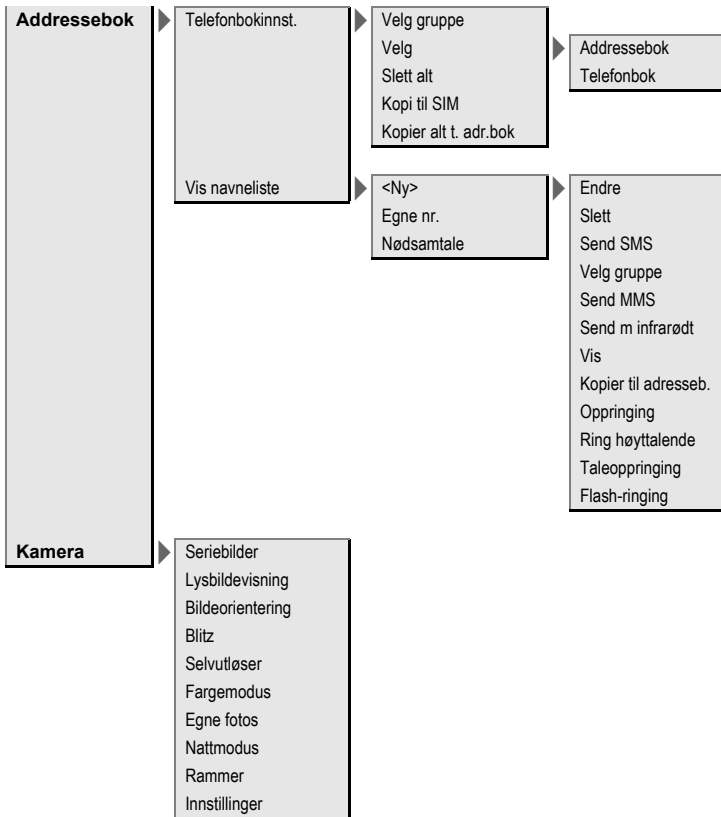 Addressebok
Telefonbokinnst.
Velg gruppe
Velg
Slett alt
Kopi til SIM
Kopier alt t. adr.bok
Addressebok
Telefonbok
Vis navneliste
<Ny>
Egne nr.
Nødsamtale
Endre
Slett
Send SMS
Velg gruppe
Send MMS
Send m infrarødt
Vis
Kopier til adresseb.
Oppringing
Ring høyttalende
Taleoppringing
Flash-ringing
Kamera
Seriebilder
Lysbildevisning
Bildeorientering
Blitz
Selvutløser
Fargemodus
Egne fotos
Nattmodus
Rammer
Innstillinger